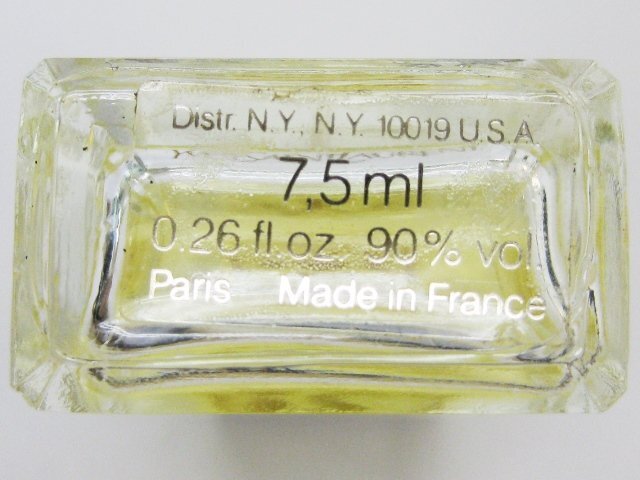 Distr. N.Y., N.Y. 10019 U.S.A.
7,5ml
0.26 fl oz. 90% vol.
Paris Made in France